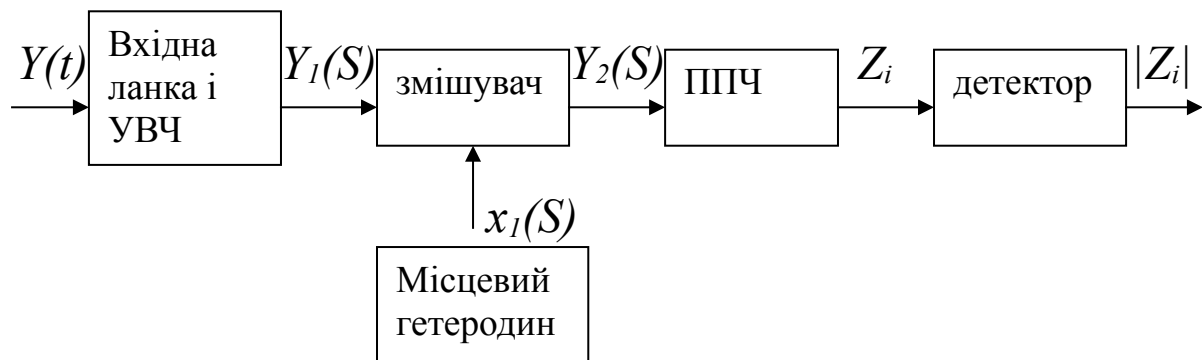 Y(t)
Вхідна
ланка і
УВЧ
Y₁(S)
змішувач
Y₂(S)
ППЧ
Zᵢ
детектор
|Zᵢ|
x₁(S)
Місцевий
гетеродин